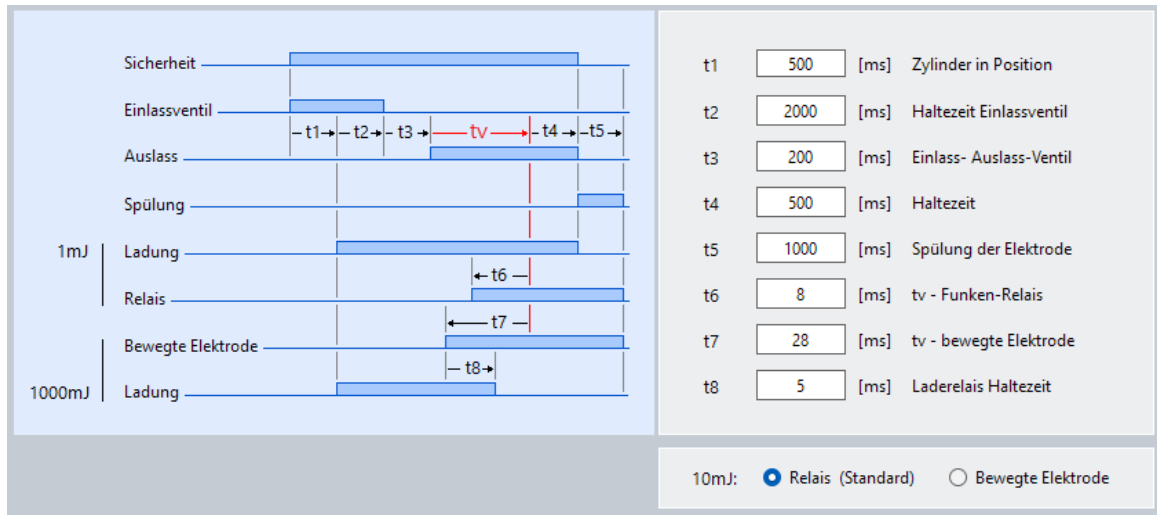 Sicherheit
Einlassventil
t1 t2 t3 tv t4 t5
Auslass
Spülung
1mJ Ladung
t6
Relais
t7
Bewegte Elektrode
t8
1000mJ Ladung
t1 500 [ms] Zylinder in Position
t2 2000 [ms] Haltezeit Einlassventil
t3 200 [ms] Einlass- Auslass-Ventil
t4 500 [ms] Haltezeit
t5 1000 [ms] Spülung der Elektrode
t6 8 [ms] tv - Funken-Relais
t7 28 [ms] tv - bewegte Elektrode
t8 5 [ms] Laderelais Haltezeit
10mJ: Relais (Standard) Bewegte Elektrode